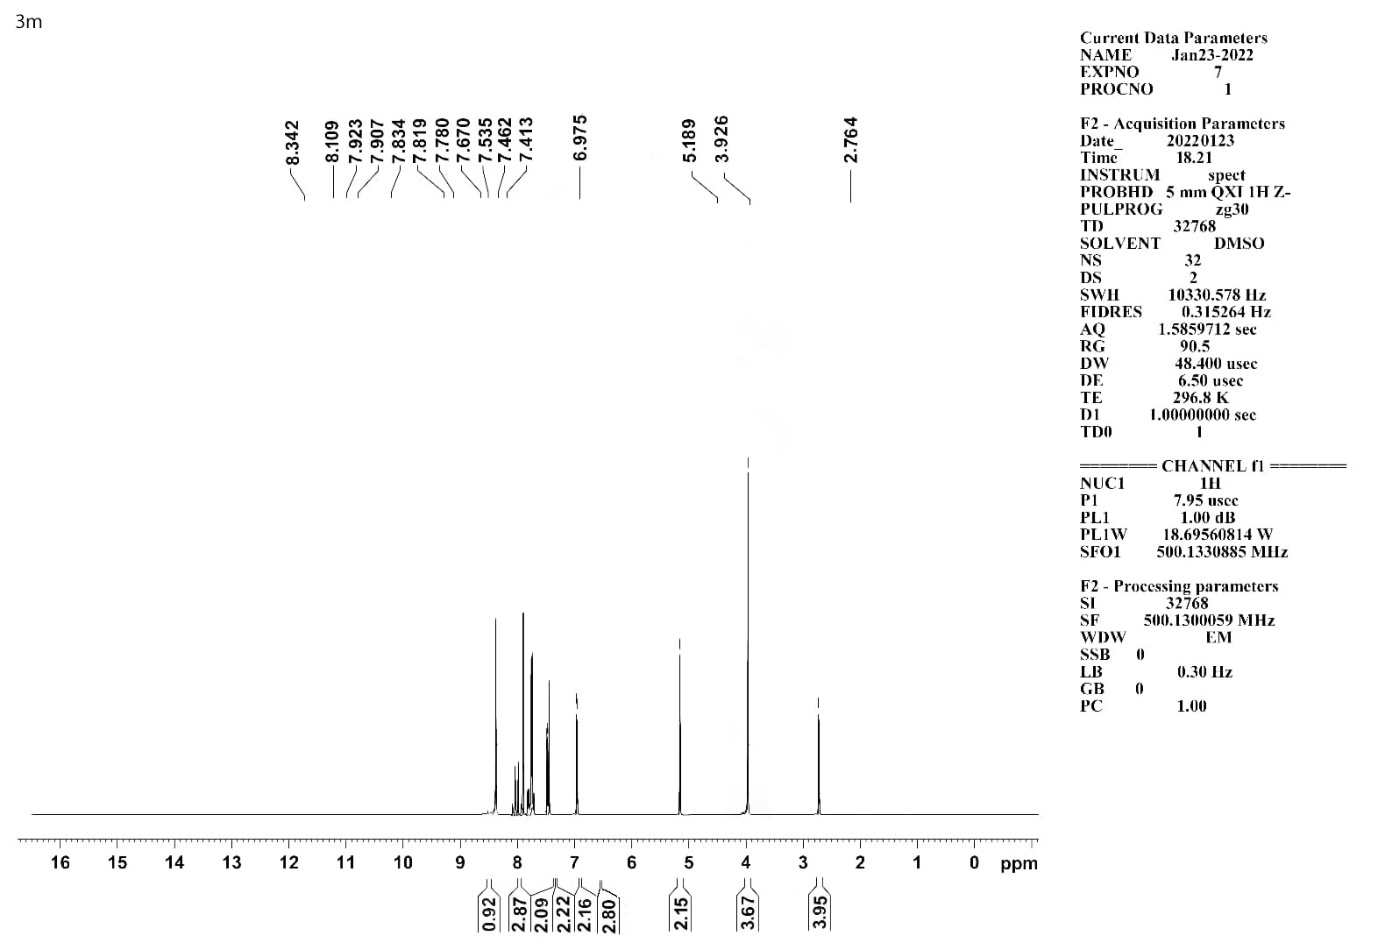 3m
8.342
8.109
7.923
7.907
7.834
7.819
7.780
7.670
7.535
7.462
7.413
6.975
5.189
3.926
2.764
Current Data Parameters
NAME Jan23-2022
EXPNO 7
PROCNO 1
F2 - Acquisition Parameters
Date_ 20220123
Time 18.21
INSTRUM spect
PROBHD 5 mm QXI 1H Z-
PULPROG zg30
TD 32768
SOLVENT DMSO
NS 32
DS 2
SWH 10330.578 Hz
FIDRES 0.315264 Hz
AQ 1.5859712 sec
RG 90.5
DW 48.400 usec
DE 6.50 usec
TE 296.8 K
D1 1.00000000 sec
TD0 1
======== CHANNEL f1 ========
NUC1 1H
P1 7.95 usec
PL1 1.00 dB
PL1W 18.69560814 W
SFO1 500.1330885 MHz
F2 - Processing parameters
SI 32768
SF 500.1300059 MHz
WDW EM
SSB 0
LB 0.30 Hz
GB 0
PC 1.00
16 15 14 13 12 11 10 9 8 7 6 5 4 3 2 1 0 ppm
0.92
2.87
2.09
2.22
2.16
2.80
2.15
3.67
3.95